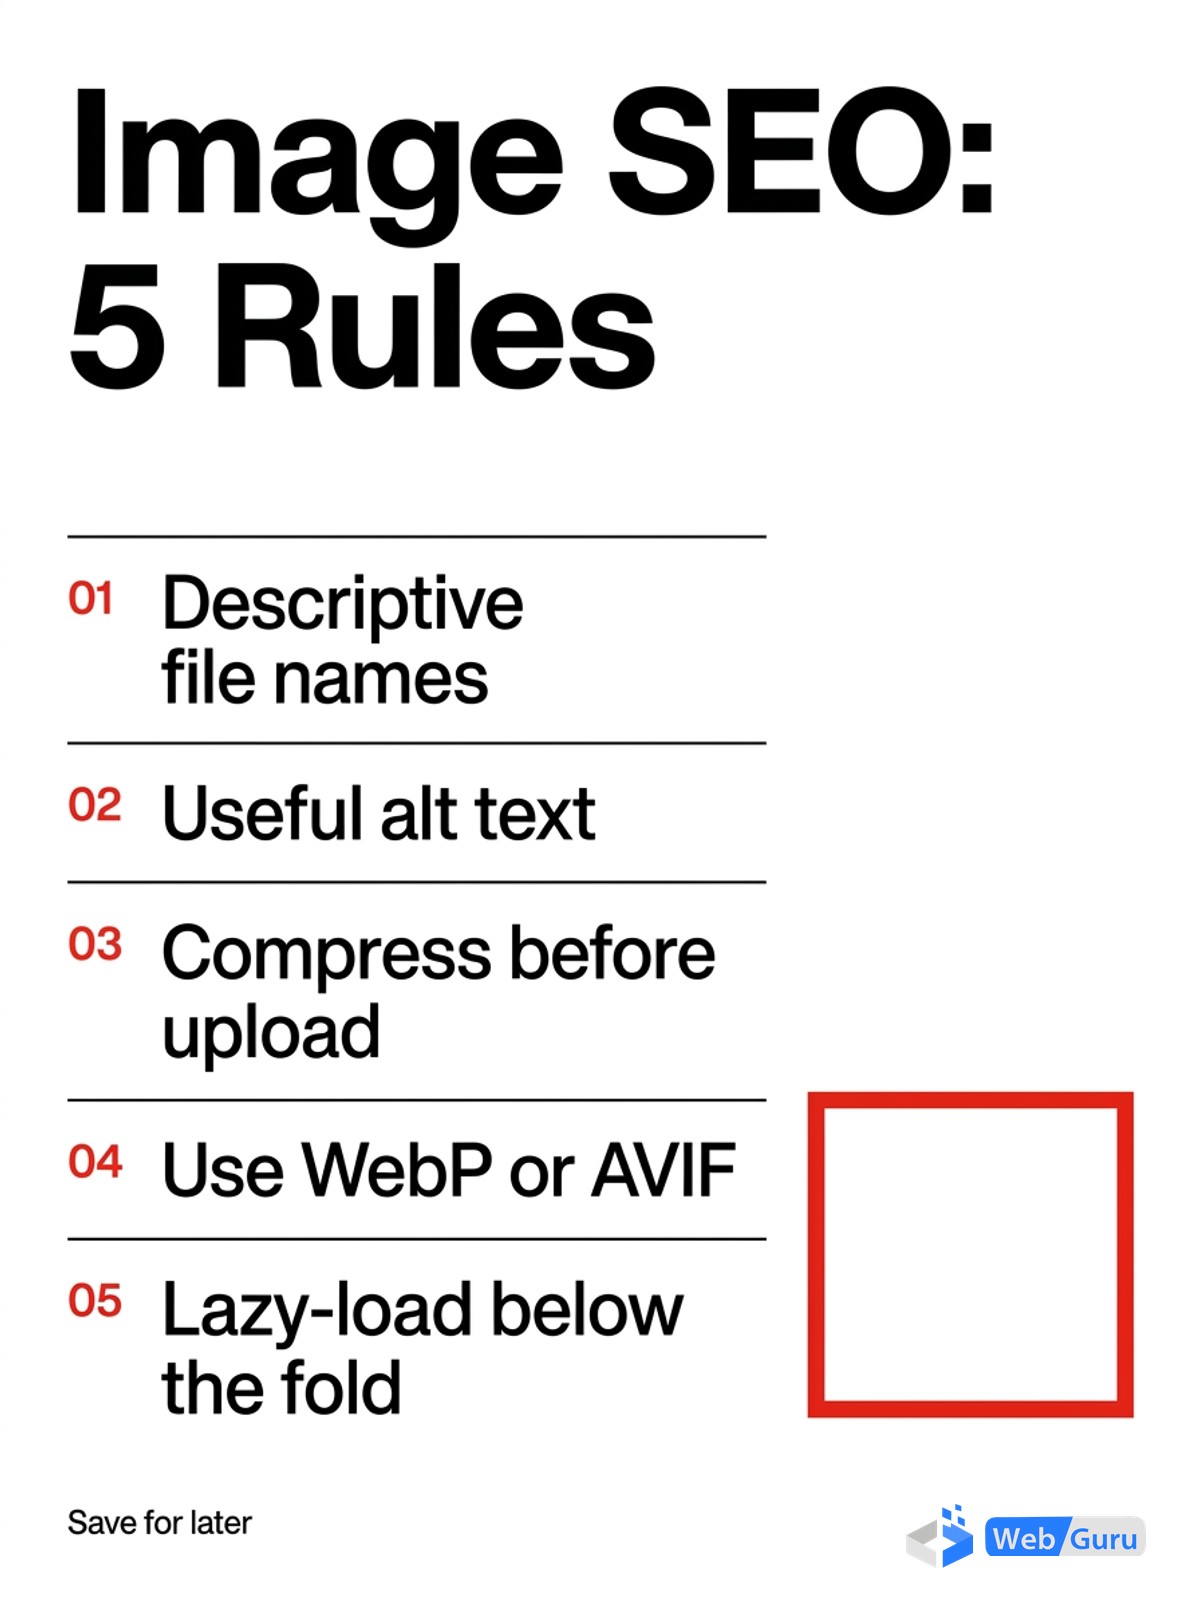 Image SEO:
5 Rules
01 Descriptive
file names
02 Useful alt text
03 Compress before
upload
04 Use WebP or AVIF
05 Lazy-load below
the fold
Save for later
Web Guru